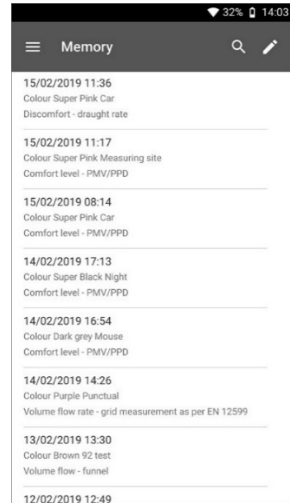 32% 14:03
Memory
15/02/2019 11:36
Colour Super Pink Car
Discomfort - draught rate
15/02/2019 11:17
Colour Super Pink Measuring site
Comfort level - PMV/PPD
15/02/2019 08:14
Colour Super Pink Car
Comfort level - PMV/PPD
14/02/2019 17:13
Colour Super Black Night
Comfort level - PMV/PPD
14/02/2019 16:54
Colour Dark grey Mouse
Comfort level - PMV/PPD
14/02/2019 14:26
Colour Purple Punctual
Volume flow rate - grid measurement as per EN 12599
13/02/2019 13:30
Colour Brown 92 test
Volume flow - funnel
12/02/2019 12:49